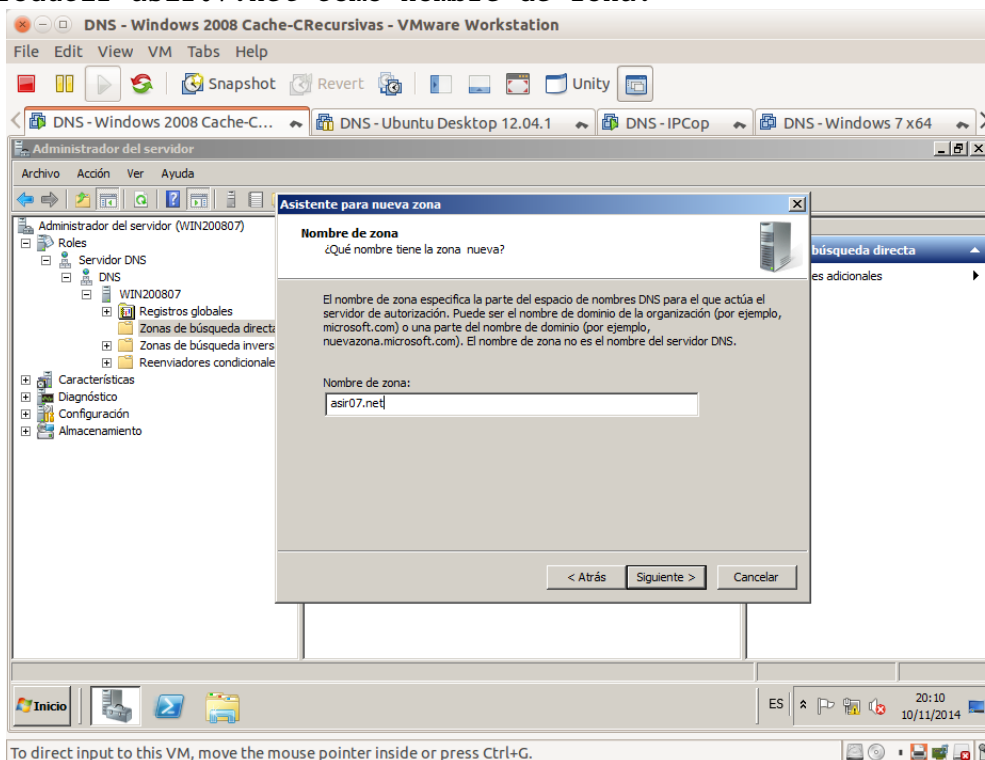 DNS - Windows 2008 Cache-CRecursivas - VMware Workstation
File Edit View VM Tabs Help
Snapshot Revert Unity
DNS - Windows 2008 Cache-C... DNS - Ubuntu Desktop 12.04.1 DNS - IPCop DNS - Windows 7 x64
Administrador del servidor
Archivo Acción Ver Ayuda
Administrador del servidor (WIN200807)
Roles
Servidor DNS
DNS
WIN200807
Registros globales
Zonas de búsqueda directa
Zonas de búsqueda invers
Reenviadores condicionale
Características
Diagnóstico
Configuración
Almacenamiento
Asistente para nueva zona
Nombre de zona
¿Qué nombre tiene la zona nueva?
El nombre de zona especifica la parte del espacio de nombres DNS para el que actúa el
servidor de autorización. Puede ser el nombre de dominio de la organización (por ejemplo,
microsoft.com) o una parte del nombre de dominio (por ejemplo,
nuevazona.microsoft.com). El nombre de zona no es el nombre del servidor DNS.
Nombre de zona:
asir07.net
< Atrás Siguiente > Cancelar
búsqueda directa
es adicionales
Inicio
ES
20:10
10/11/2014
To direct input to this VM, move the mouse pointer inside or press Ctrl+G.